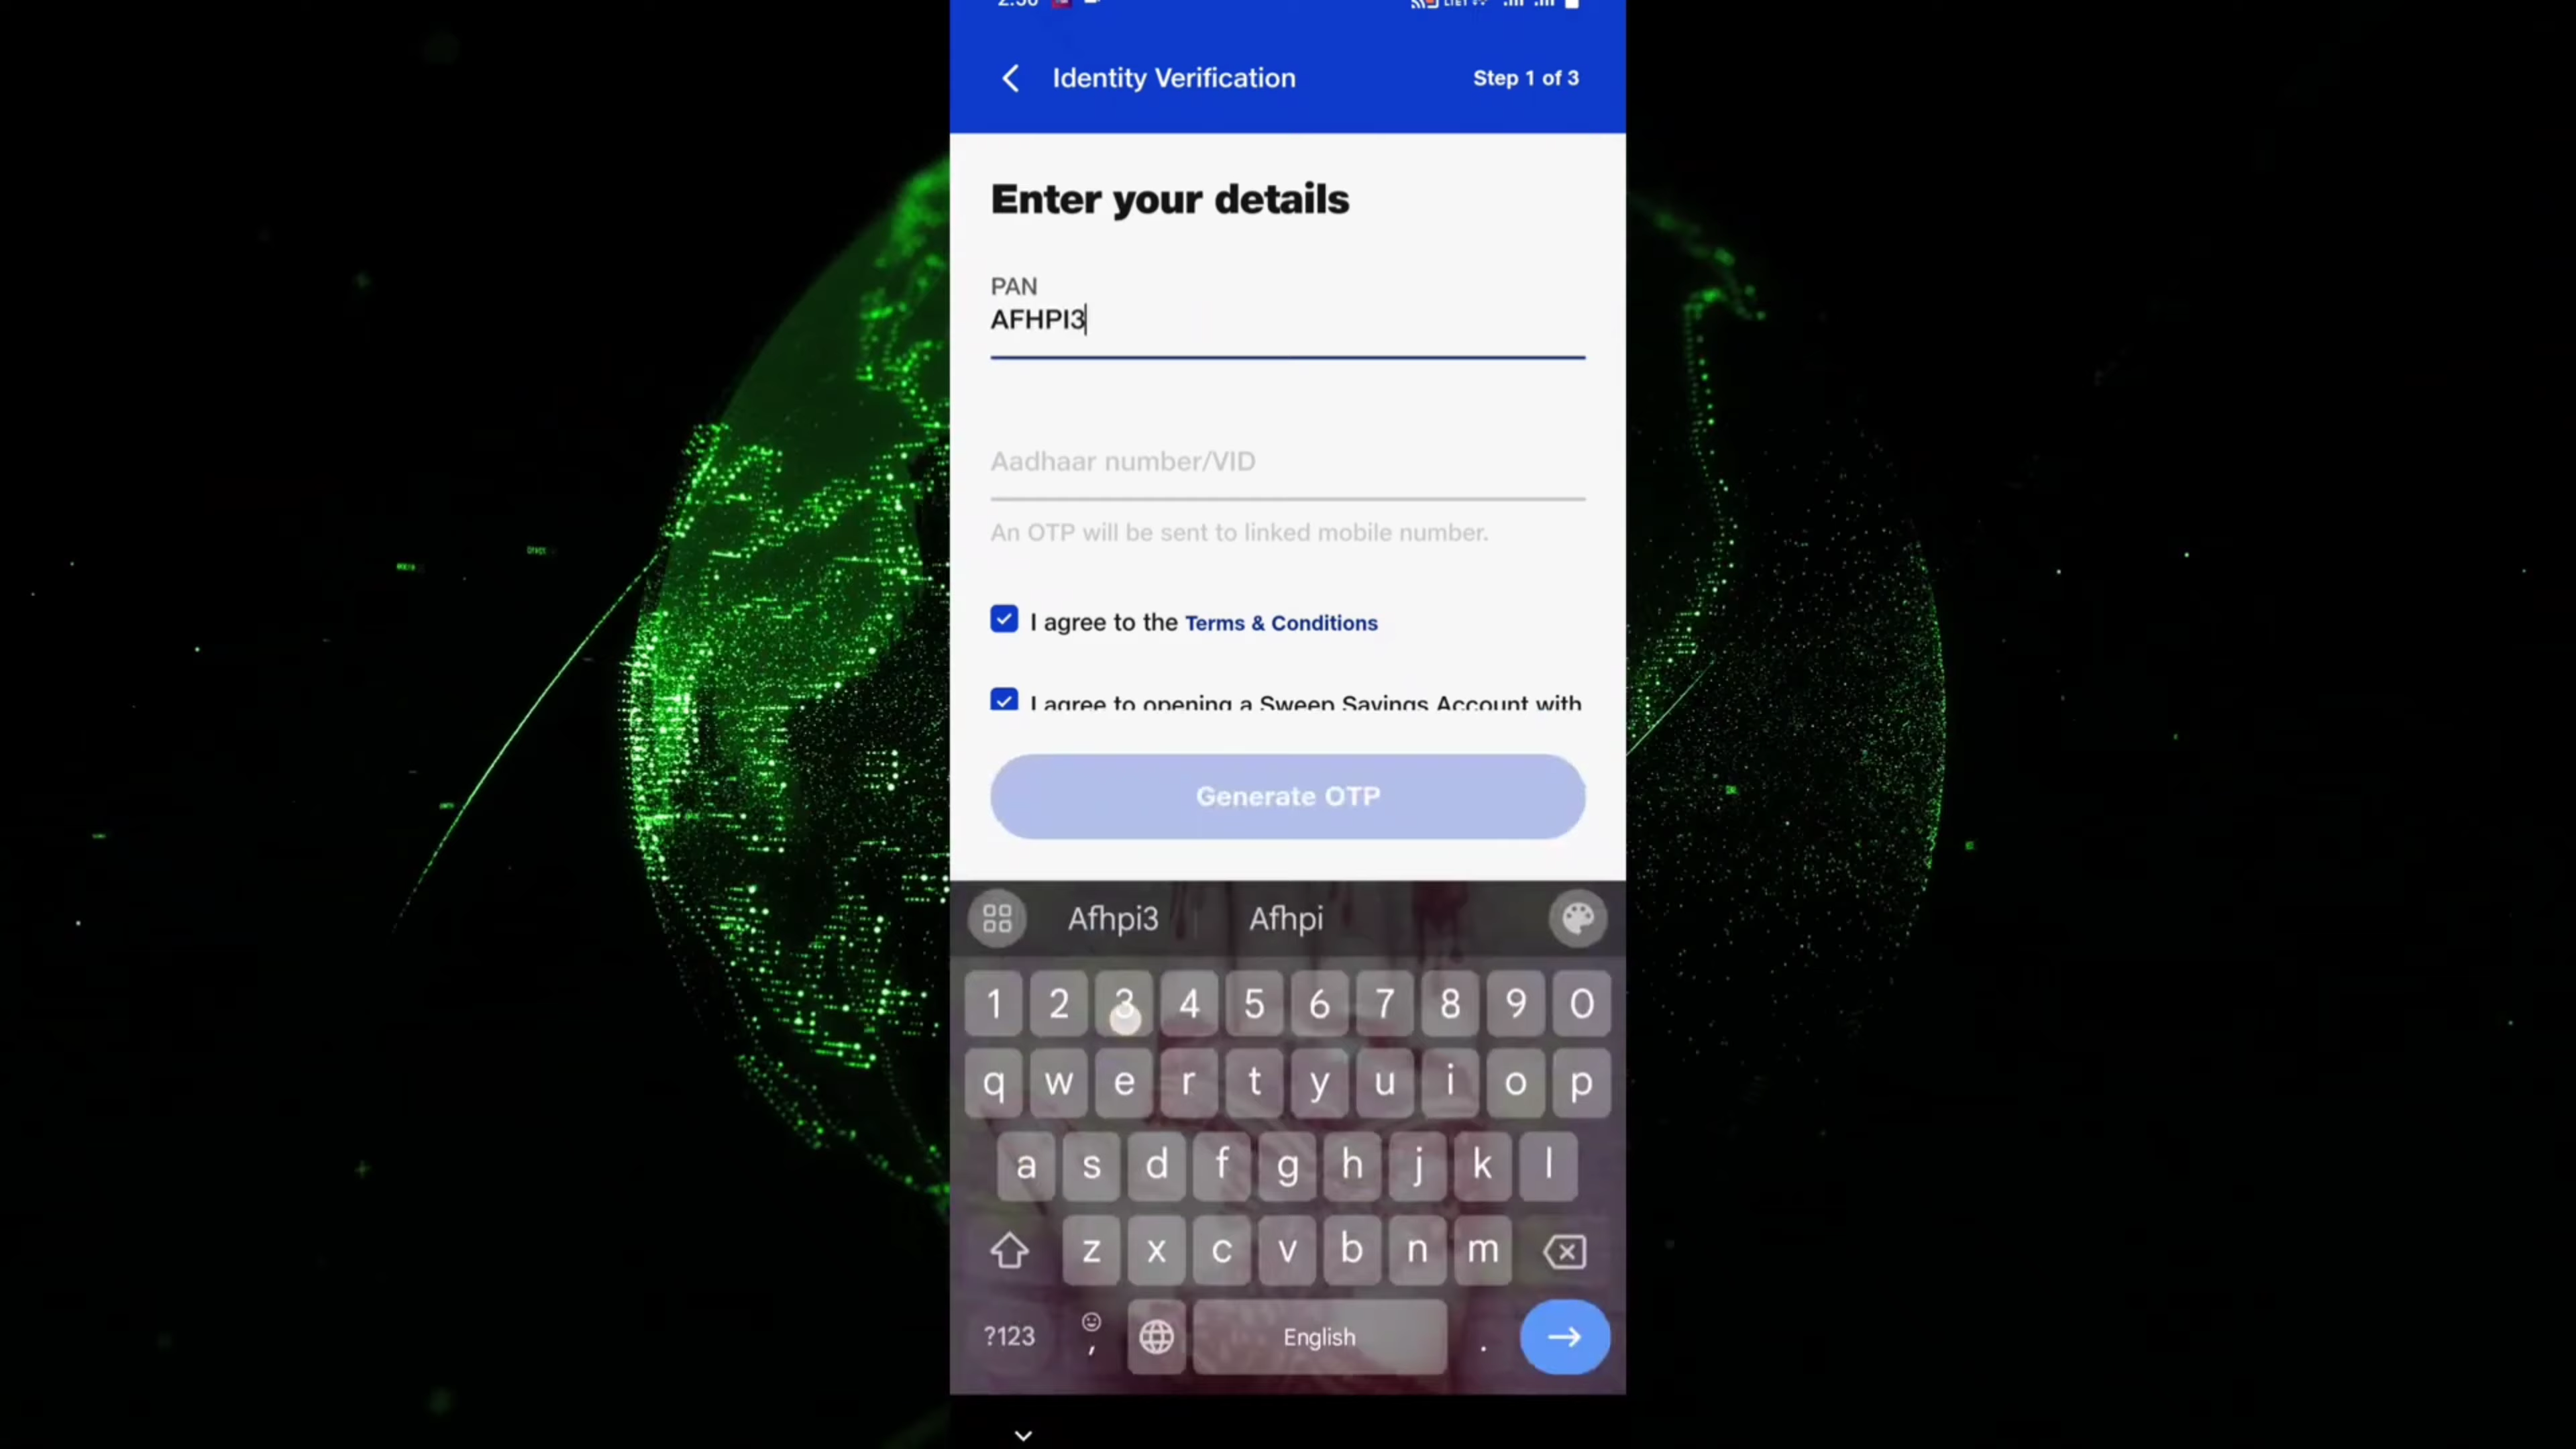 Identity Verification Step 1 of 3
Enter your details
PAN
AFHPI3
Aadhaar number/VID
An OTP will be sent to linked mobile number.
I agree to the Terms & Conditions
I agree to opening a Sweep Savings Account with
Generate OTP
Afhpi3 Afhpi
1 2 3 4 5 6 7 8 9 0
q w e r t y u i o p
a s d f g h j k l
z x c v b n m
?123 , English .